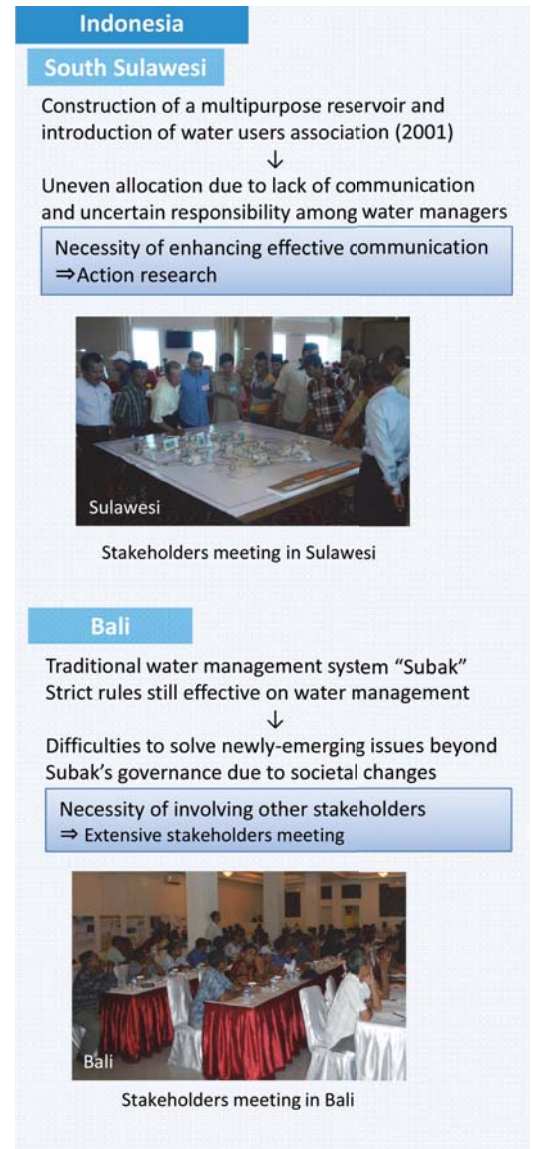 Indonesia
South Sulawesi
Construction of a multipurpose reservoir and
introduction of water users association (2001)
↓
Uneven allocation due to lack of communication
and uncertain responsibility among water managers
Necessity of enhancing effective communication
⇒Action research
Sulawesi
Stakeholders meeting in Sulawesi
Bali
Traditional water management system “Subak”
Strict rules still effective on water management
↓
Difficulties to solve newly-emerging issues beyond
Subak’s governance due to societal changes
Necessity of involving other stakeholders
⇒ Extensive stakeholders meeting
Bali
Stakeholders meeting in Bali